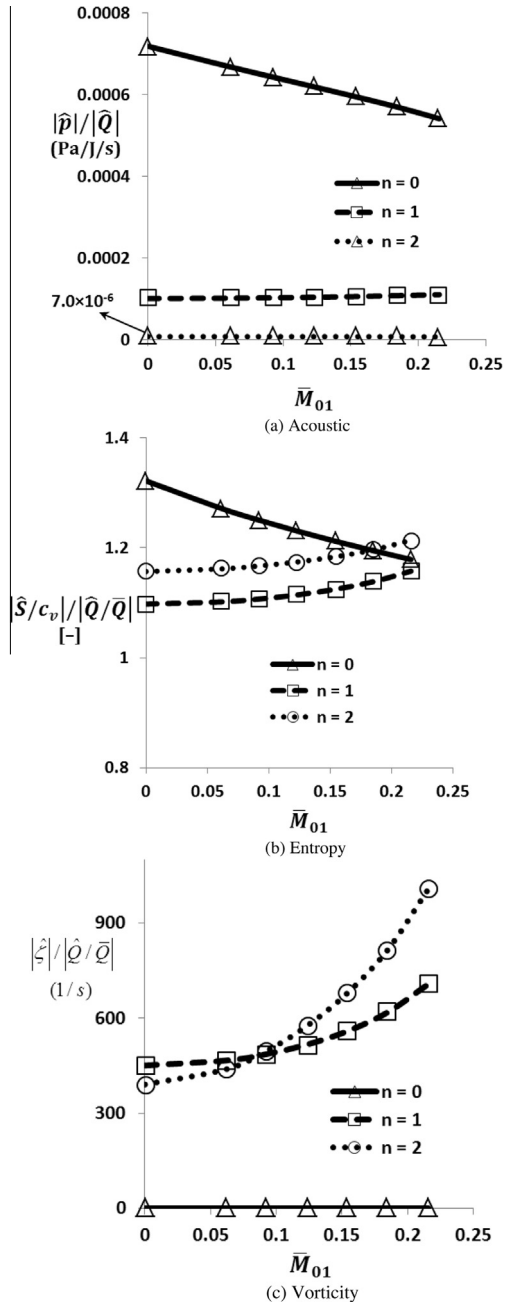 0.0008
0.0006
|p̂|/|Q̂|
(Pa/J/s)
0.0004
n = 0
n = 1
n = 2
0.0002
7.0×10⁻⁶
0
0 0.05 0.1 0.15 0.2 0.25
M̄₀₁
(a) Acoustic
1.4
1.2
|Ŝ/cᵥ|/|Q̂/Q̄|
[–]
1
n = 0
n = 1
n = 2
0.8
0 0.05 0.1 0.15 0.2 0.25
M̄₀₁
(b) Entropy
900
|ζ̂|/|Q̂/Q̄|
(1/s)
600
n = 0
n = 1
n = 2
300
0
0 0.05 0.1 0.15 0.2 0.25
M̄₀₁
(c) Vorticity